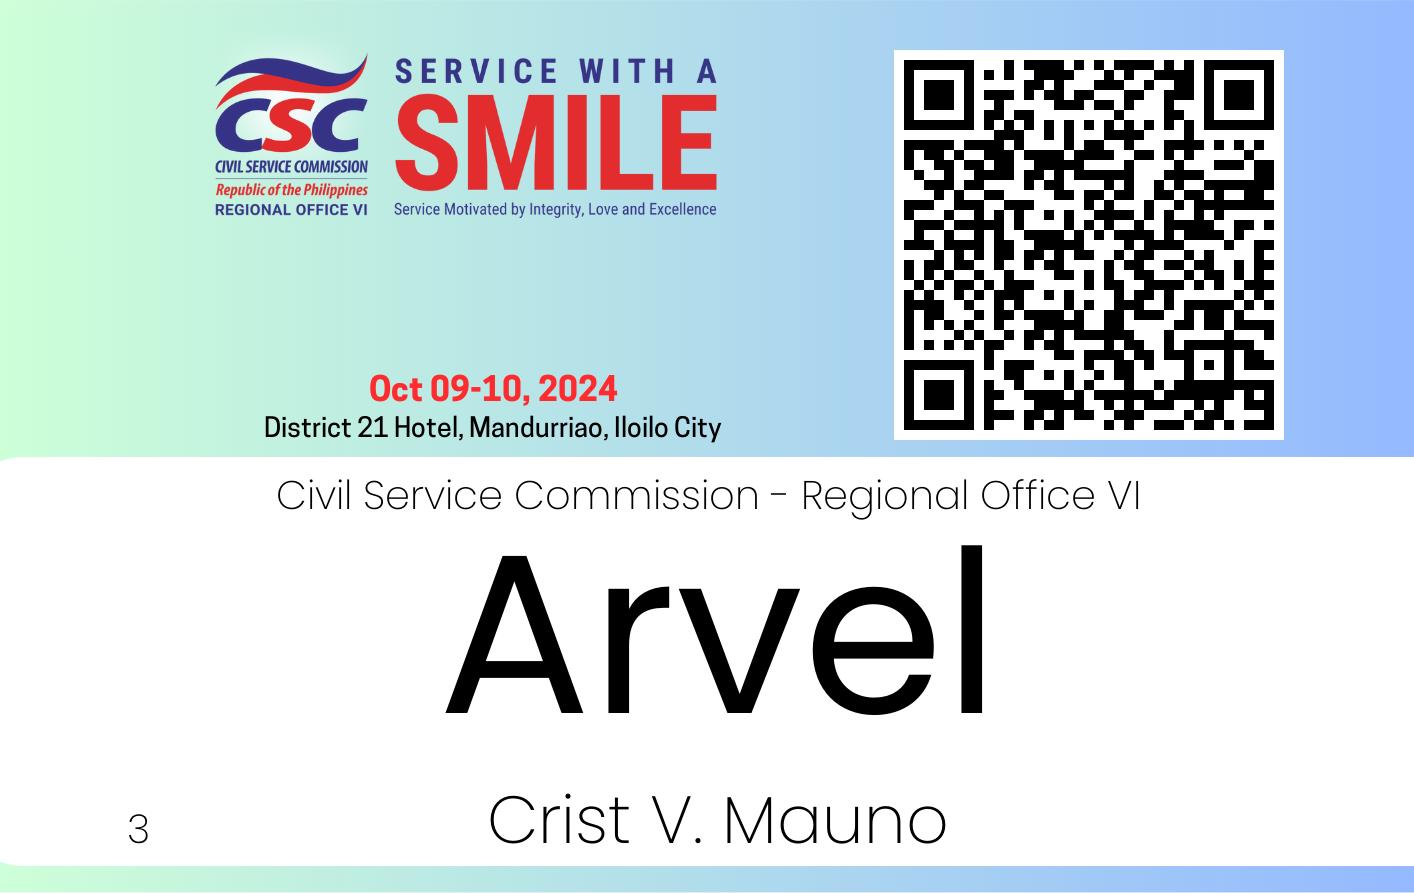 CSC
CIVIL SERVICE COMMISSION
Republic of the Philippines
REGIONAL OFFICE VI
SERVICE WITH A
SMILE
Service Motivated by Integrity, Love and Excellence
Oct 09-10, 2024
District 21 Hotel, Mandurriao, Iloilo City
Civil Service Commission - Regional Office VI
Arvel
Crist V. Mauno
3